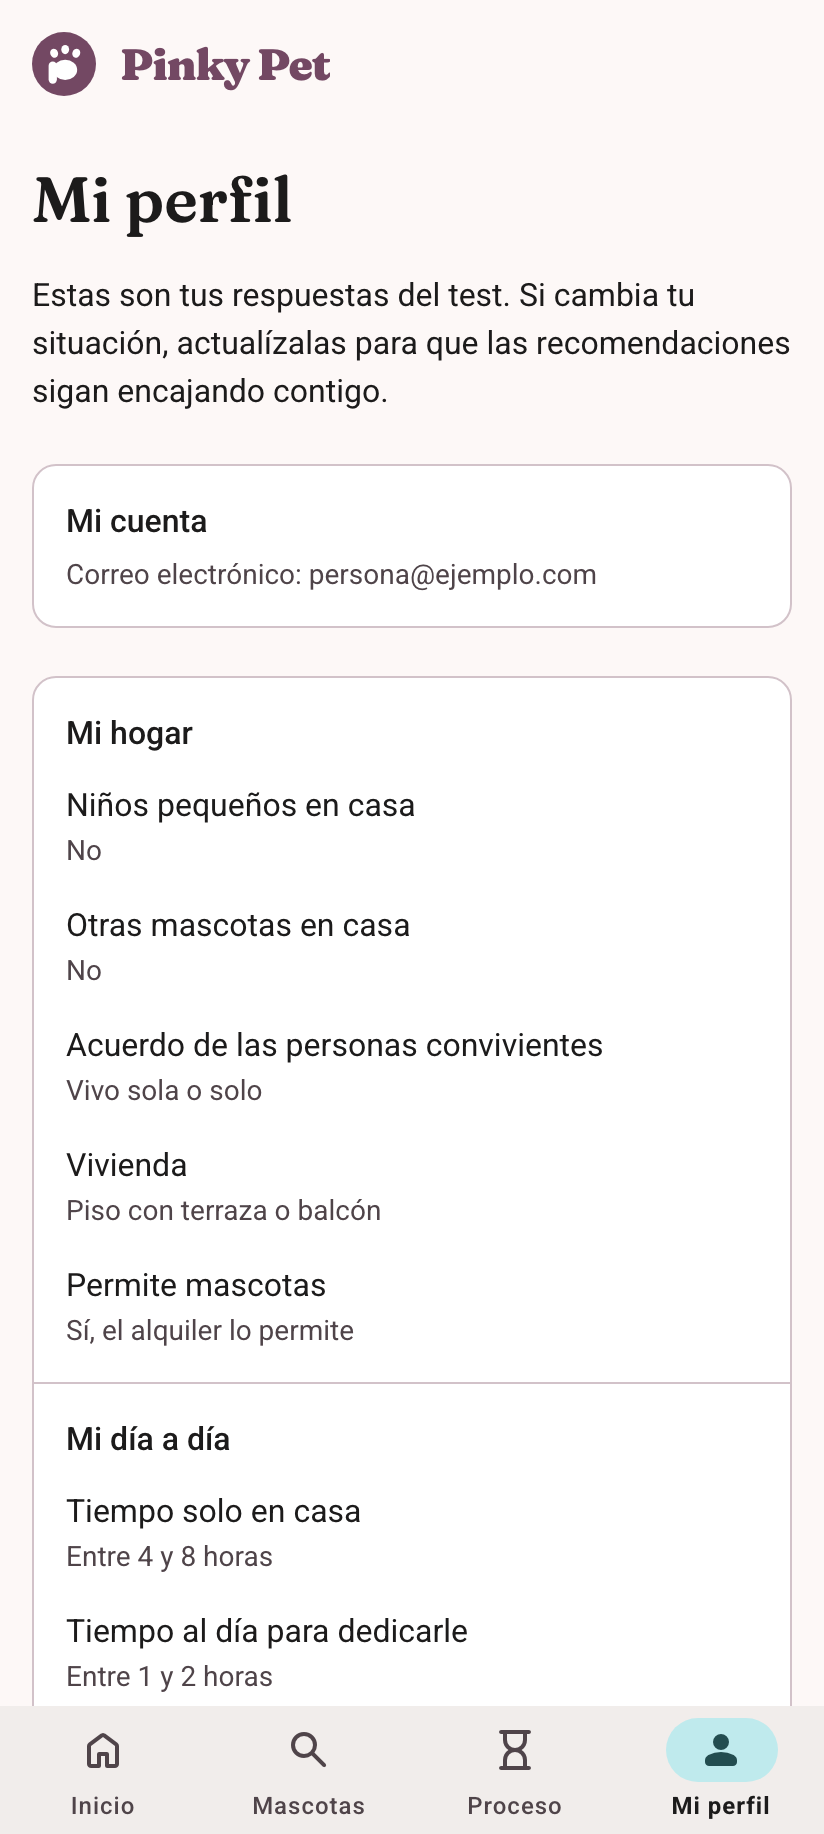 Pinky Pet
Mi perfil
Estas son tus respuestas del test. Si cambia tu
situación, actualízalas para que las recomendaciones
sigan encajando contigo.
Mi cuenta
Correo electrónico: persona@ejemplo.com
Mi hogar
Niños pequeños en casa
No
Otras mascotas en casa
No
Acuerdo de las personas convivientes
Vivo sola o solo
Vivienda
Piso con terraza o balcón
Permite mascotas
Sí, el alquiler lo permite
Mi día a día
Tiempo solo en casa
Entre 4 y 8 horas
Tiempo al día para dedicarle
Entre 1 y 2 horas
Inicio
Mascotas
Proceso
Mi perfil